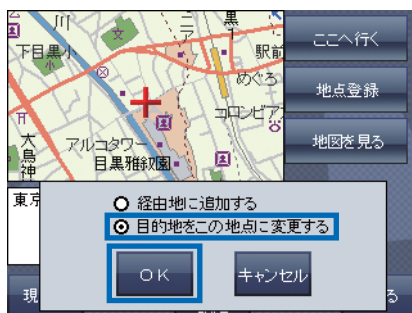 川
文
ニア
黒
下目黒小
駅前
めぐろ
コロンビア
大鳥神
アルコタワー
目黒雅叙園
ここへ行く
地点登録
地図を見る
東京
経由地に追加する
目的地をこの地点に変更する
OK
キャンセル
現
る